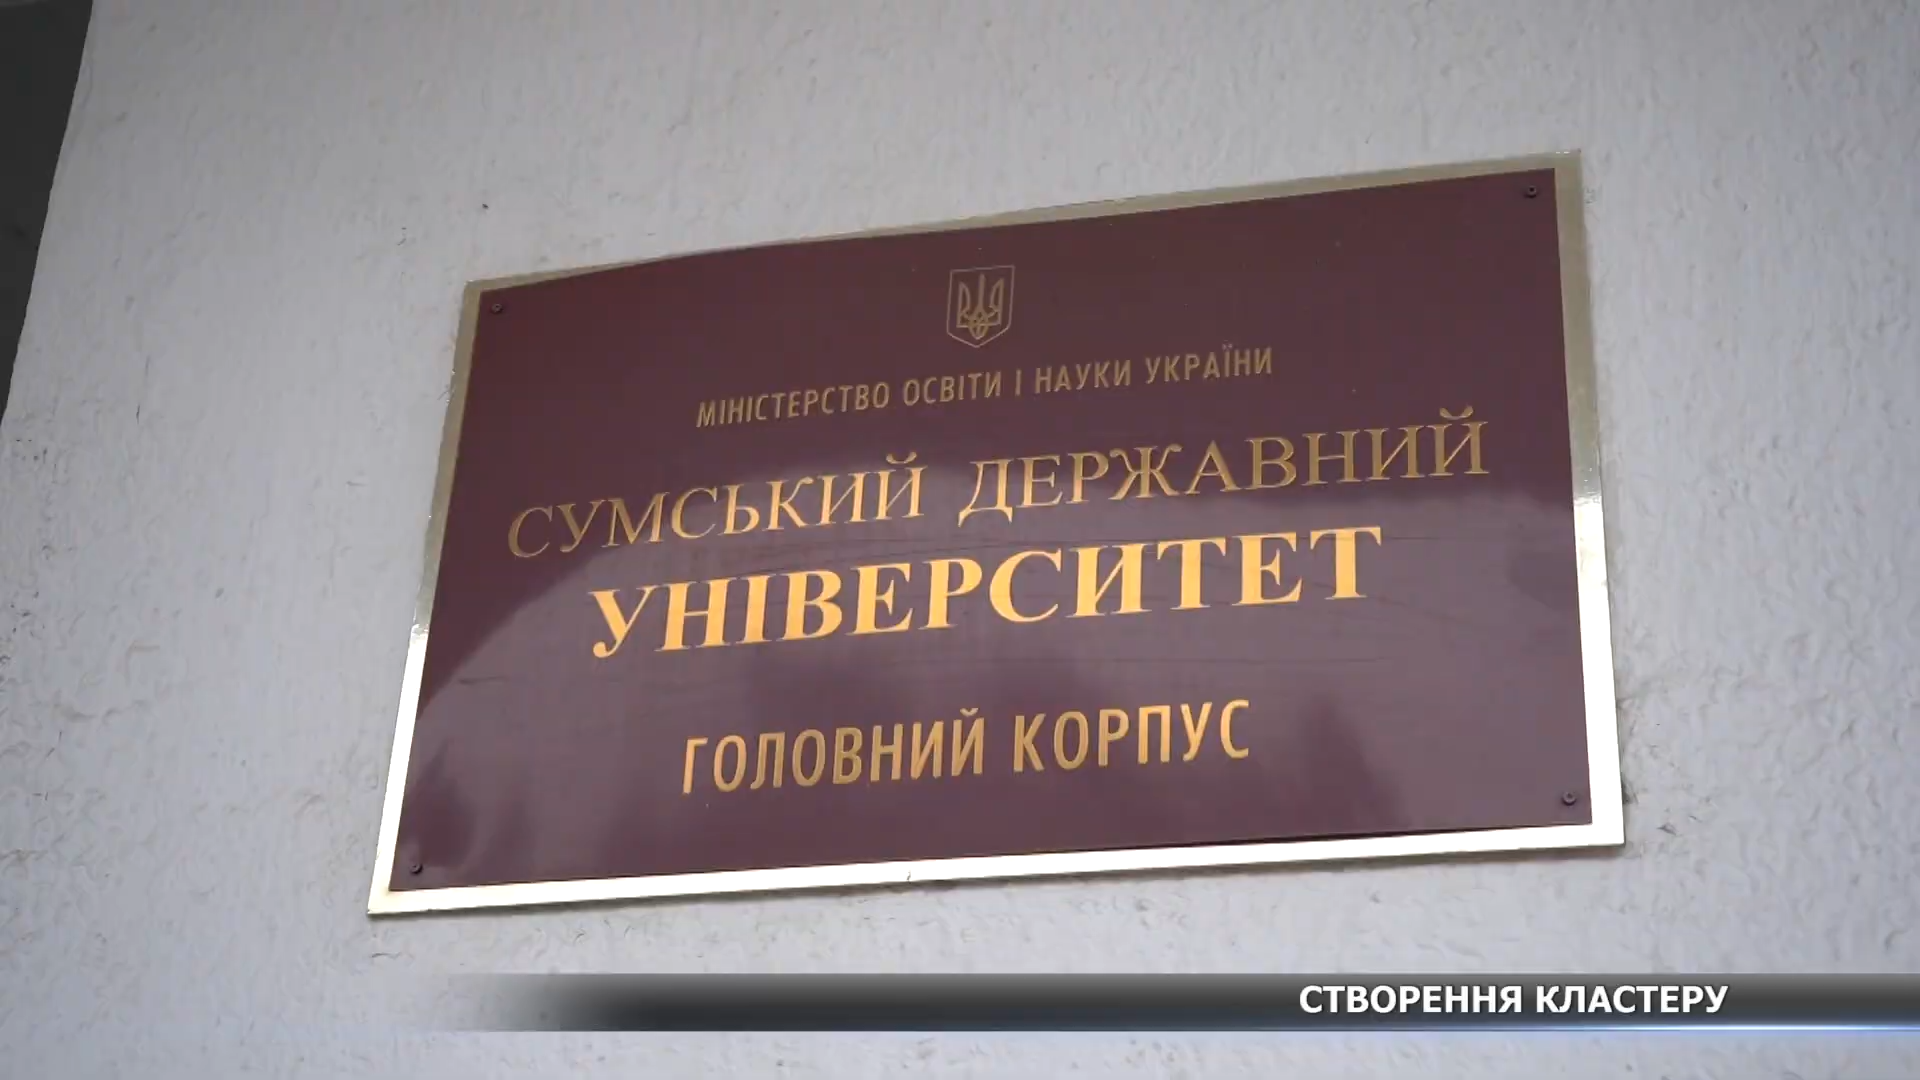 МІНІСТЕРСТВО ОСВІТИ І НАУКИ УКРАЇНИ
СУМСЬКИЙ ДЕРЖАВНИЙ
УНІВЕРСИТЕТ
ГОЛОВНИЙ КОРПУС
СТВОРЕННЯ КЛАСТЕРУ